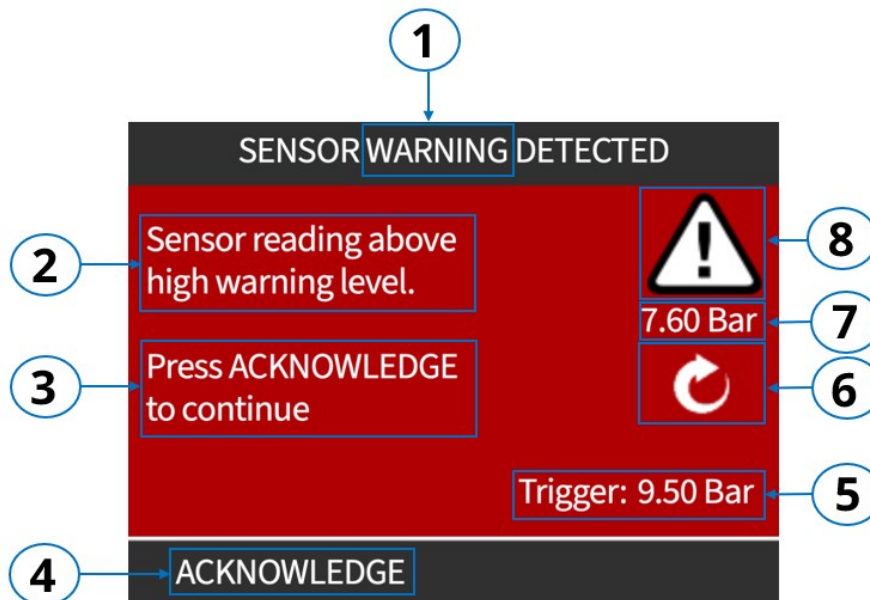 1
SENSOR WARNING DETECTED
Sensor reading above
high warning level.
2
8
!
7.60 Bar
7
Press ACKNOWLEDGE
to continue
3
6
Trigger: 9.50 Bar
5
4
ACKNOWLEDGE